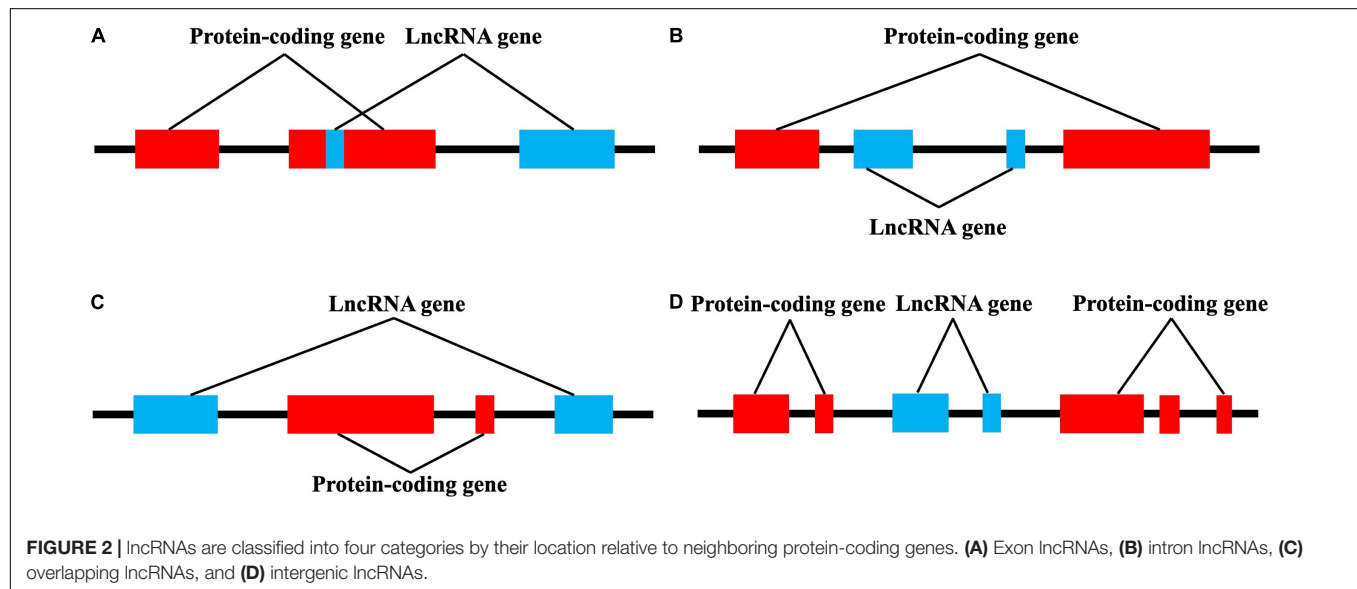 A
Protein-coding gene
LncRNA gene
B
Protein-coding gene
LncRNA gene
C
LncRNA gene
Protein-coding gene
D
Protein-coding gene
LncRNA gene
Protein-coding gene
FIGURE 2 | lncRNAs are classified into four categories by their location relative to neighboring protein-coding genes. (A) Exon lncRNAs, (B) intron lncRNAs, (C)
overlapping lncRNAs, and (D) intergenic lncRNAs.